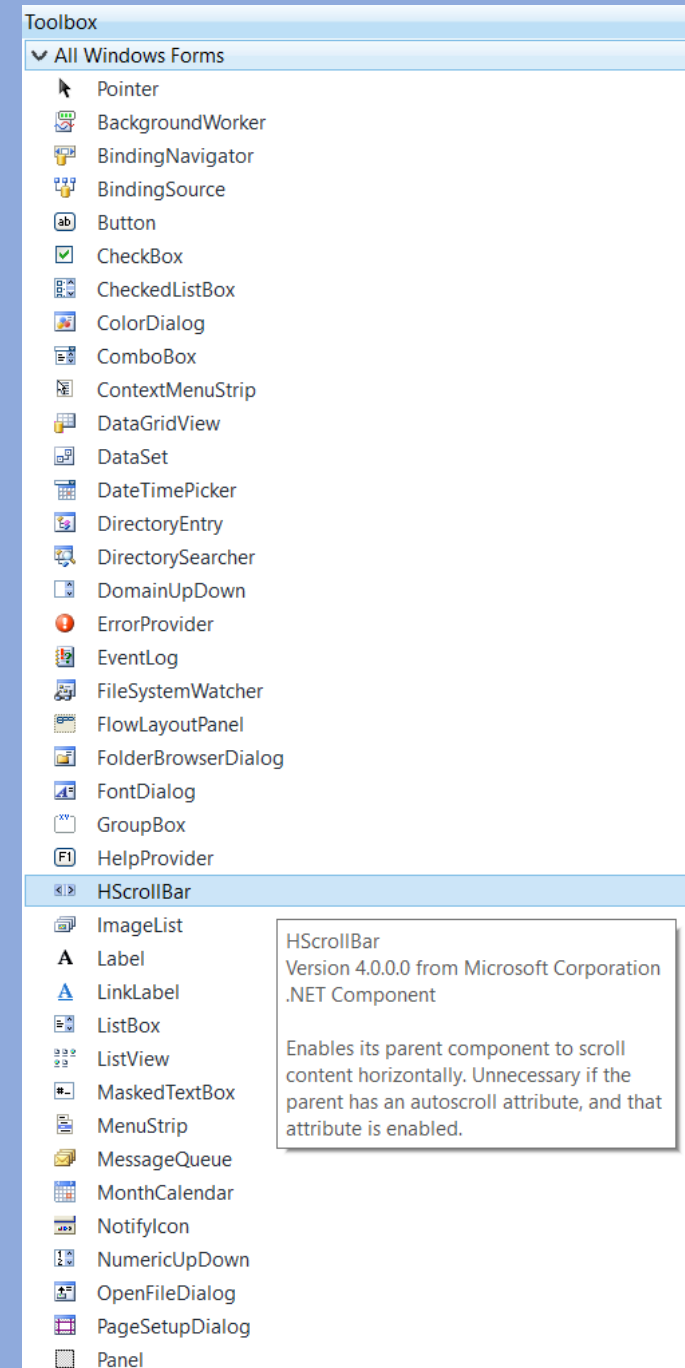 Toolbox
All Windows Forms
Pointer
BackgroundWorker
BindingNavigator
BindingSource
ab Button
CheckBox
CheckedListBox
ColorDialog
ComboBox
ContextMenuStrip
DataGridView
DataSet
DateTimePicker
DirectoryEntry
DirectorySearcher
DomainUpDown
ErrorProvider
EventLog
FileSystemWatcher
FlowLayoutPanel
FolderBrowserDialog
FontDialog
GroupBox
F1 HelpProvider
HScrollBar
ImageList
A Label
A LinkLabel
ListBox
ListView
MaskedTextBox
MenuStrip
MessageQueue
MonthCalendar
NotifyIcon
NumericUpDown
OpenFileDialog
PageSetupDialog
Panel
HScrollBar
Version 4.0.0.0 from Microsoft Corporation
.NET Component
Enables its parent component to scroll
content horizontally. Unnecessary if the
parent has an autoscroll attribute, and that
attribute is enabled.